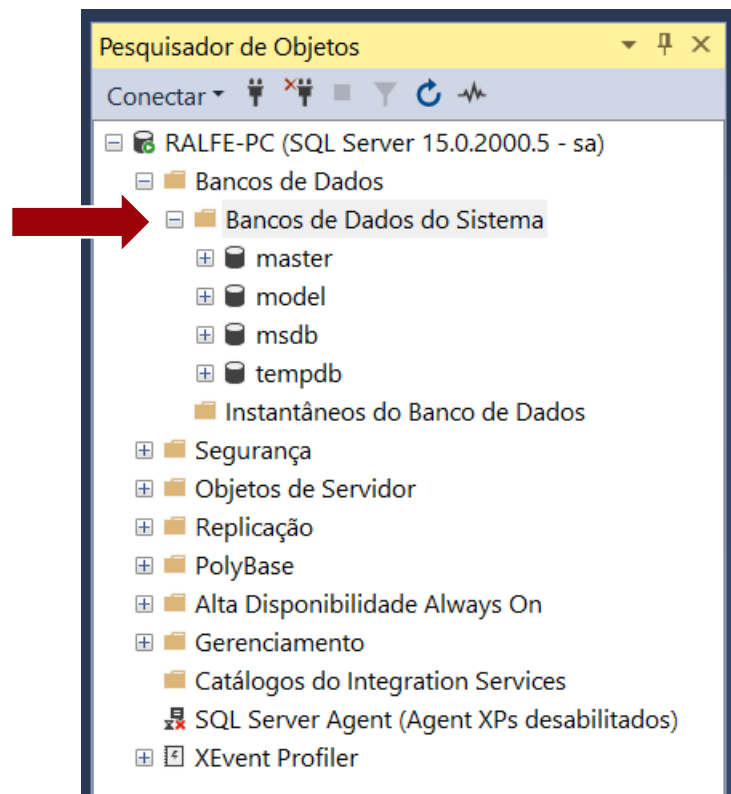 Pesquisador de Objetos
Conectar
RALFE-PC (SQL Server 15.0.2000.5 - sa)
Bancos de Dados
Bancos de Dados do Sistema
master
model
msdb
tempdb
Instantâneos do Banco de Dados
Segurança
Objetos de Servidor
Replicação
PolyBase
Alta Disponibilidade Always On
Gerenciamento
Catálogos do Integration Services
SQL Server Agent (Agent XPs desabilitados)
XEvent Profiler